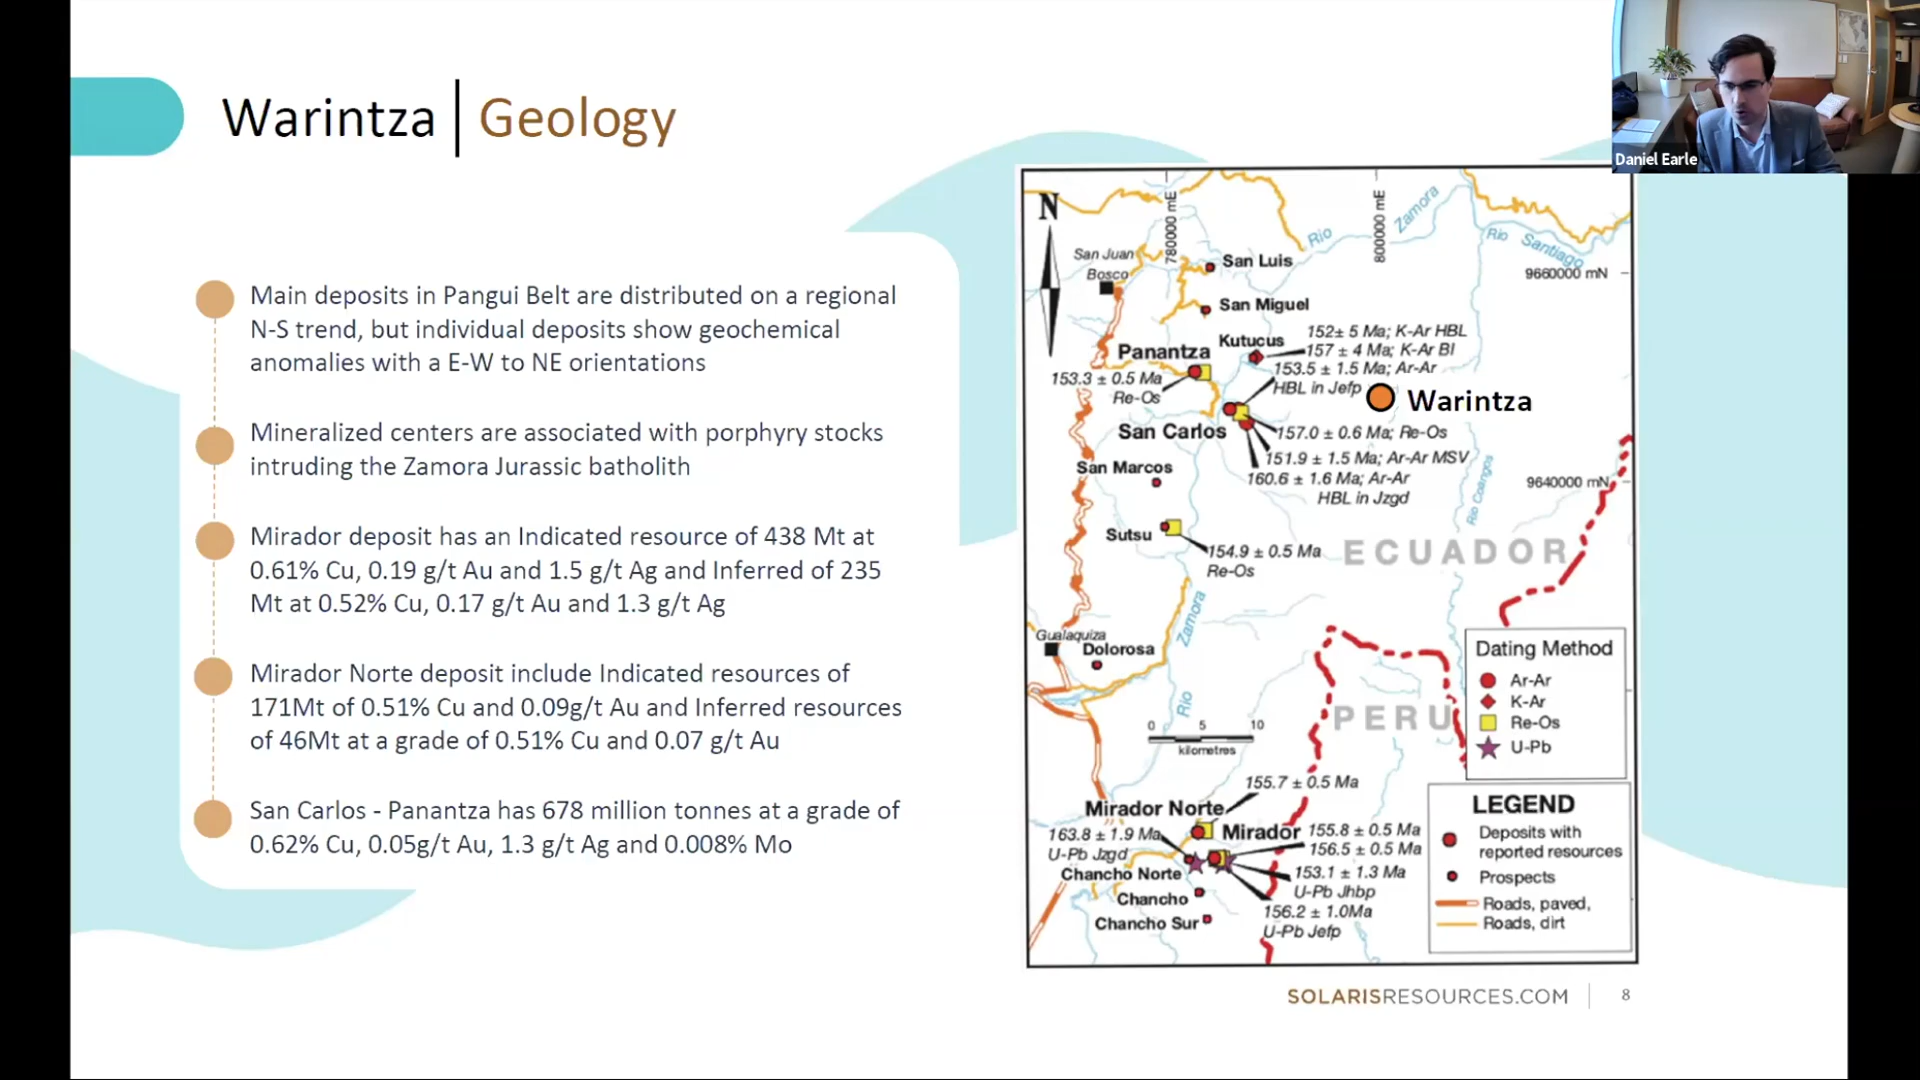 Daniel Earle
Warintza | Geology
Main deposits in Pangui Belt are distributed on a regional
N-S trend, but individual deposits show geochemical
anomalies with a E-W to NE orientations
Mineralized centers are associated with porphyry stocks
intruding the Zamora Jurassic batholith
Mirador deposit has an Indicated resource of 438 Mt at
0.61% Cu, 0.19 g/t Au and 1.5 g/t Ag and Inferred of 235
Mt at 0.52% Cu, 0.17 g/t Au and 1.3 g/t Ag
Mirador Norte deposit include Indicated resources of
171Mt of 0.51% Cu and 0.09g/t Au and Inferred resources
of 46Mt at a grade of 0.51% Cu and 0.07 g/t Au
San Carlos - Panantza has 678 million tonnes at a grade of
0.62% Cu, 0.05g/t Au, 1.3 g/t Ag and 0.008% Mo
N
780000 mE
800000 mE
Rio
Zamora
Rio Santiago
9660000 mN
San Juan
Bosco
San Luis
San Miguel
Kutucus
152± 5 Ma; K-Ar HBL
157 ± 4 Ma; K-Ar BI
Panantza
153.5 ± 1.5 Ma; Ar-Ar
HBL in Jefp
153.3 ± 0.5 Ma
Re-Os
Warintza
San Carlos
157.0 ± 0.6 Ma; Re-Os
151.9 ± 1.5 Ma; Ar-Ar MSV
160.6 ± 1.6 Ma; Ar-Ar
HBL in Jzgd
San Marcos
Rio Coangos
9640000 mN
Sutsu
154.9 ± 0.5 Ma
Re-Os
ECUADOR
Zamora
Rio
Gualaquiza
Dolorosa
PERU
0 5 10
kilometres
Dating Method
Ar-Ar
K-Ar
Re-Os
U-Pb
155.7 ± 0.5 Ma
Mirador Norte
163.8 ± 1.9 Ma
U-Pb Jzgd
Mirador
155.8 ± 0.5 Ma
156.5 ± 0.5 Ma
153.1 ± 1.3 Ma
U-Pb Jhbp
Chancho Norte
Chancho
156.2 ± 1.0Ma
U-Pb Jefp
Chancho Sur
LEGEND
Deposits with
reported resources
Prospects
Roads, paved,
Roads, dirt
SOLARISRESOURCES.COM | 8